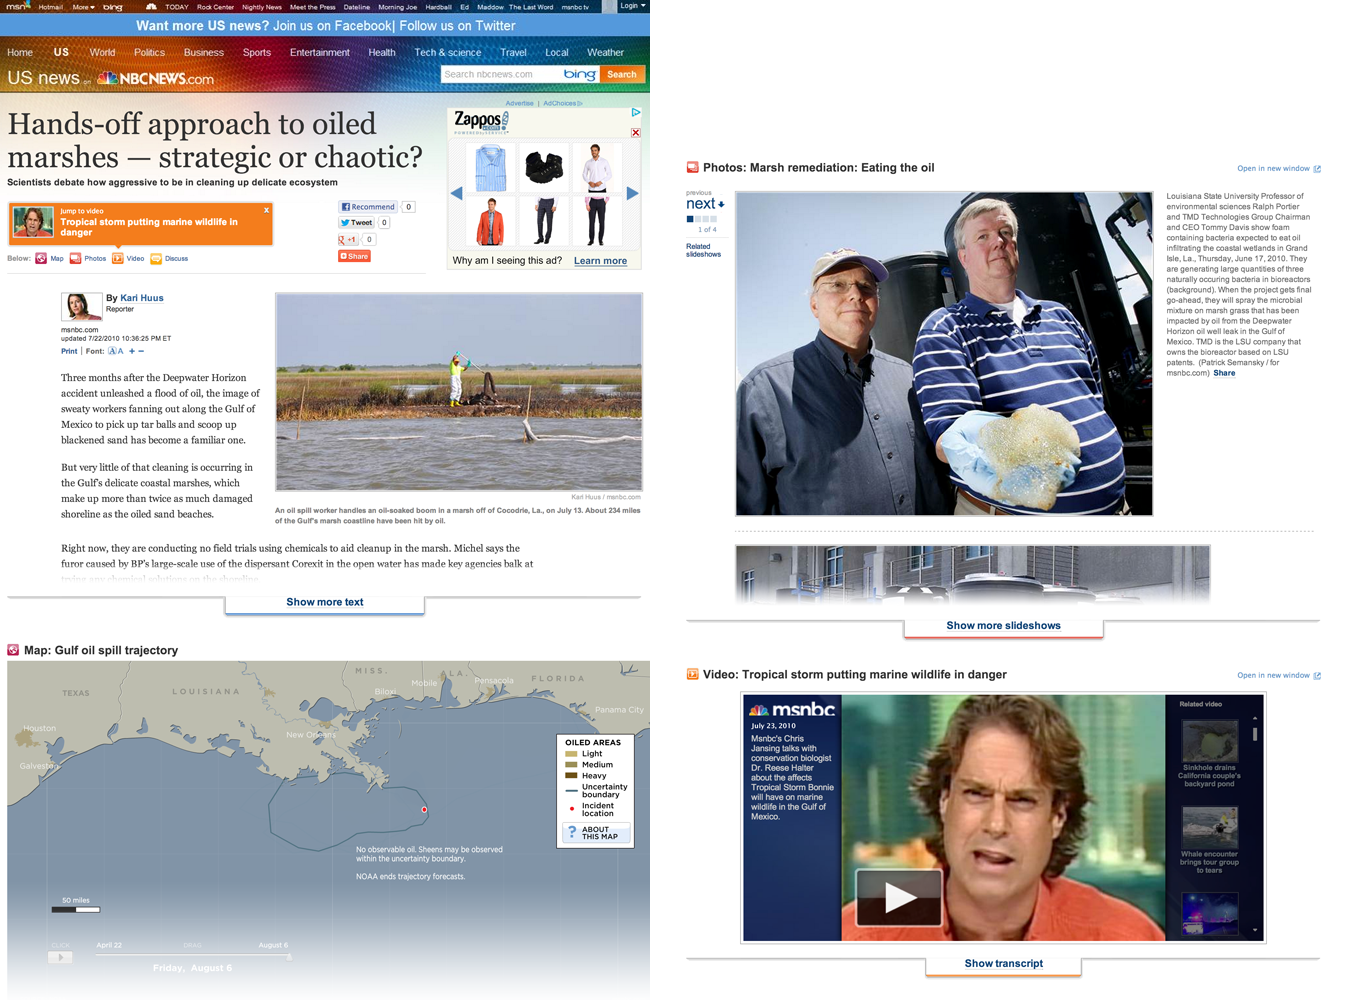 msn
Hotmail
More
bing
TODAY
Rock Center
Nightly News
Meet the Press
Dateline
Morning Joe
Hardball
Ed
Maddow
The Last Word
msnbc tv
Login
Want more US news? Join us on Facebook| Follow us on Twitter
Home
US
World
Politics
Business
Sports
Entertainment
Health
Tech & science
Travel
Local
Weather
US news on NBCNEWS.com
Search nbcnews.com
bing
Search
Advertise | AdChoices
Hands-off approach to oiled
marshes — strategic or chaotic?
Scientists debate how aggressive to be in cleaning up delicate ecosystem
Jump to video
x
Tropical storm putting marine wildlife in
danger
Below:
Map
Photos
Video
Discuss
Recommend
0
Tweet
0
+1
0
Share
Zappos
.com
POWERED by SERVICE
Why am I seeing this ad?
Learn more
By Kari Huus
Reporter
msnbc.com
updated 7/22/2010 10:36:25 PM ET
Print | Font: A A + −
Three months after the Deepwater Horizon
accident unleashed a flood of oil, the image of
sweaty workers fanning out along the Gulf of
Mexico to pick up tar balls and scoop up
blackened sand has become a familiar one.
But very little of that cleaning is occurring in
the Gulf's delicate coastal marshes, which
make up more than twice as much damaged
shoreline as the oiled sand beaches.
Kari Huus / msnbc.com
An oil spill worker handles an oil-soaked boom in a marsh off of Cocodrie, La., on July 13. About 234 miles
of the Gulf's marsh coastline have been hit by oil.
Right now, they are conducting no field trials using chemicals to aid cleanup in the marsh. Michel says the
furor caused by BP's large-scale use of the dispersant Corexit in the open water has made key agencies balk at
trying any chemical solutions on the shoreline.
Show more text
Map: Gulf oil spill trajectory
TEXAS
LOUISIANA
MISS.
LA.
FLORIDA
Mobile
Pensacola
Biloxi
Panama City
Houston
New Orleans
Galveston
OILED AREAS
Light
Medium
Heavy
Uncertainty
boundary
Incident
location
?
ABOUT
THIS MAP
No observable oil. Sheens may be observed
within the uncertainty boundary.
NOAA ends trajectory forecasts.
50 miles
CLICK
April 22
DRAG
August 6
Friday, August 6
Photos: Marsh remediation: Eating the oil
Open in new window
previous
next
1 of 4
Related
slideshows
Louisiana State University Professor of
environmental sciences Ralph Portier
and TMD Technologies Group Chairman
and CEO Tommy Davis show foam
containing bacteria expected to eat oil
infiltrating the coastal wetlands in Grand
Isle, La., Thursday, June 17, 2010. They
are generating large quantities of three
naturally occuring bacteria in bioreactors
(background). When the project gets final
go-ahead, they will spray the microbial
mixture on marsh grass that has been
impacted by oil from the Deepwater
Horizon oil well leak in the Gulf of
Mexico. TMD is the LSU company that
owns the bioreactor based on LSU
patents. (Patrick Semansky / for
msnbc.com) Share
Show more slideshows
Video: Tropical storm putting marine wildlife in danger
Open in new window
msnbc
July 23, 2010
Msnbc's Chris
Jansing talks with
conservation biologist
Dr. Reese Halter
about the affects
Tropical Storm Bonnie
will have on marine
wildlife in the Gulf of
Mexico.
Related video
Sinkhole drains
California couple's
backyard pond
Whale encounter
brings tour group
to tears
Show transcript